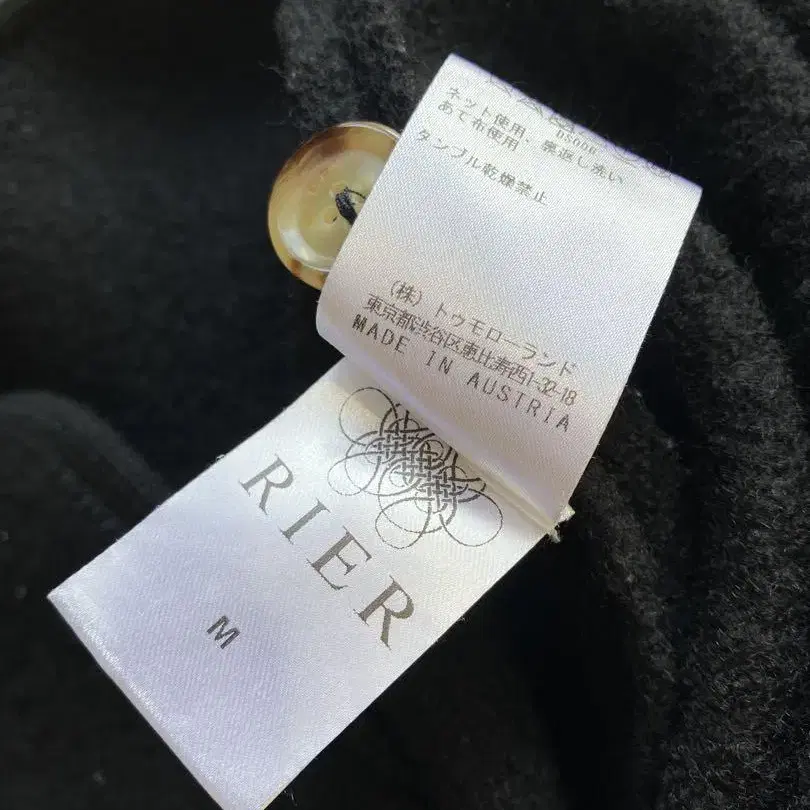 ネット使用、裏返し洗い
あて布使用
タンブル乾燥禁止
(株) トゥモローランド
東京都渋谷区恵比寿西1-32-18
MADE IN AUSTRIA
RIER
M